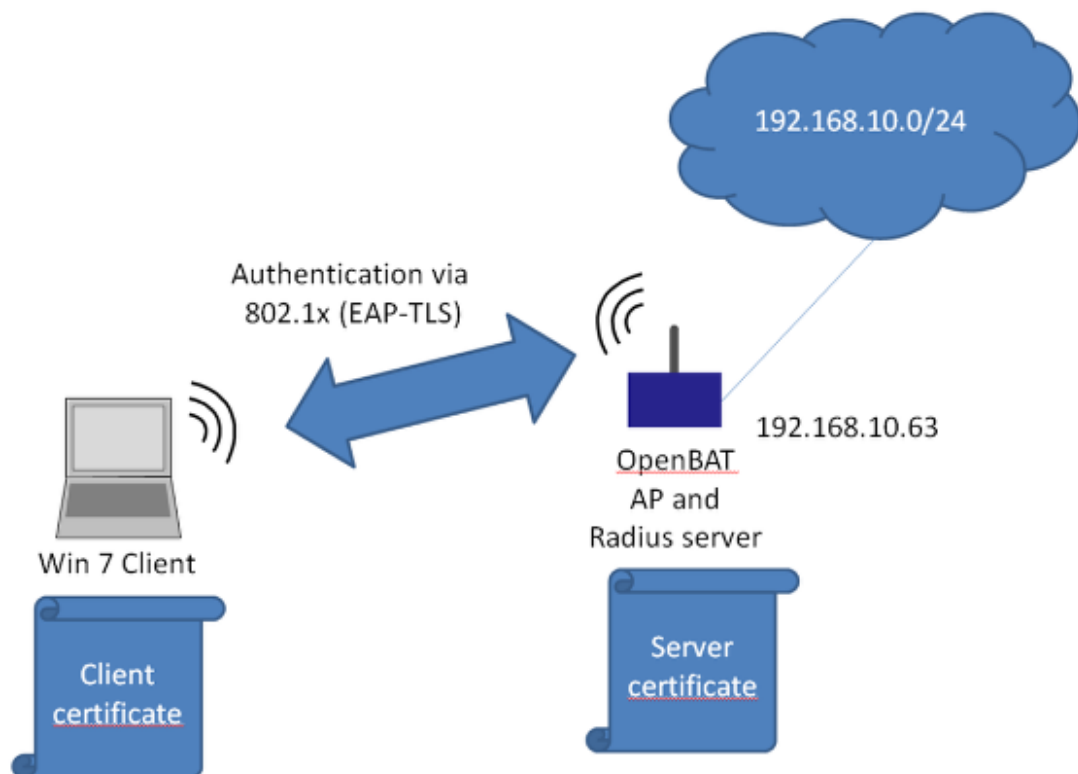 192.168.10.0/24
Authentication via
802.1x (EAP-TLS)
192.168.10.63
OpenBAT
AP and
Radius server
Win 7 Client
Server
certificate
Client
certificate